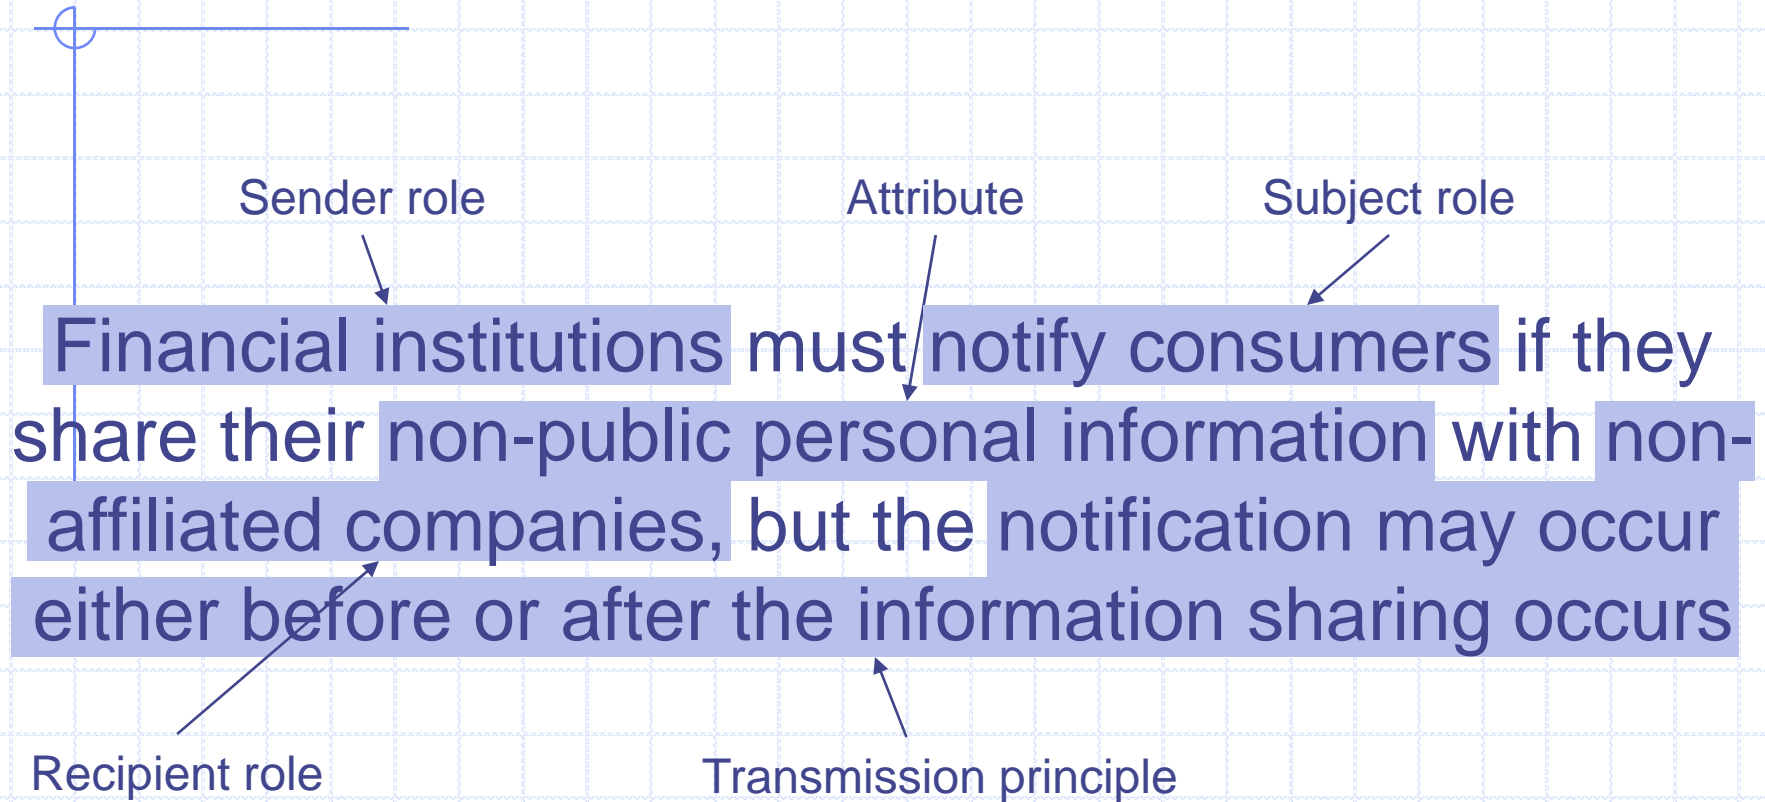 Sender role Attribute Subject role
Financial institutions must notify consumers if they
share their non-public personal information with non-
affiliated companies, but the notification may occur
either before or after the information sharing occurs
Recipient role Transmission principle